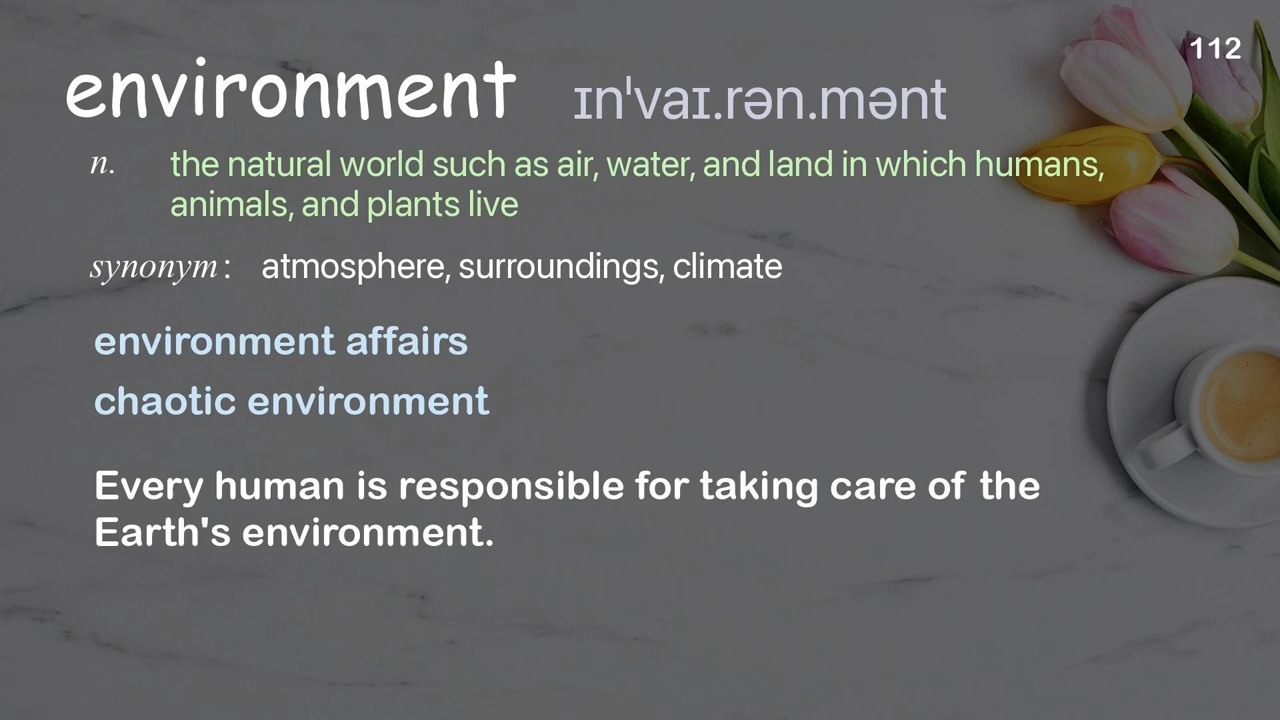 112
environment ɪnˈvaɪ.rən.mənt
n. the natural world such as air, water, and land in which humans,
animals, and plants live
synonym: atmosphere, surroundings, climate
environment affairs
chaotic environment
Every human is responsible for taking care of the
Earth's environment.